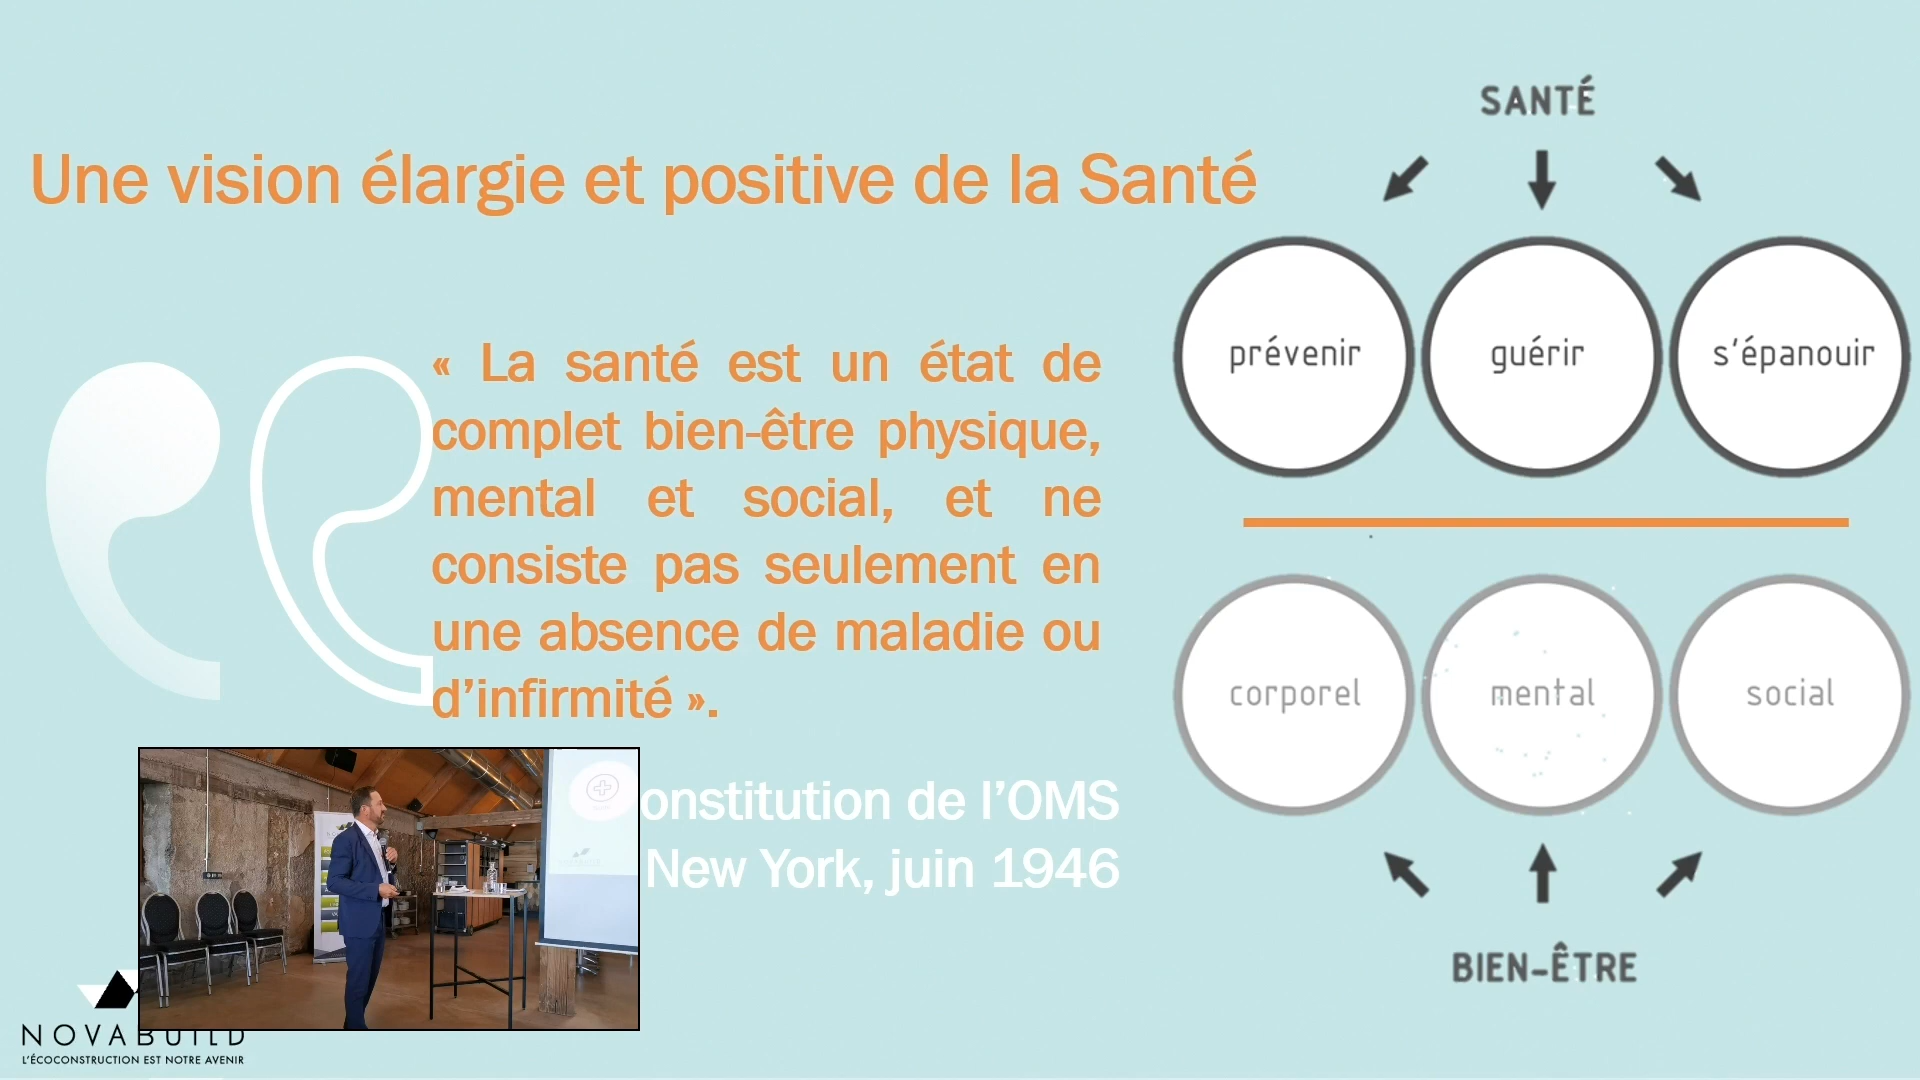 Une vision élargie et positive de la Santé
« La santé est un état de
complet bien-être physique,
mental et social, et ne
consiste pas seulement en
une absence de maladie ou
d’infirmité ».
onstitution de l’OMS
New York, juin 1946
SANTÉ
prévenir guérir s’épanouir
corporel mental social
BIEN-ÊTRE
NOVABUILD
L’ÉCOCONSTRUCTION EST NOTRE AVENIR